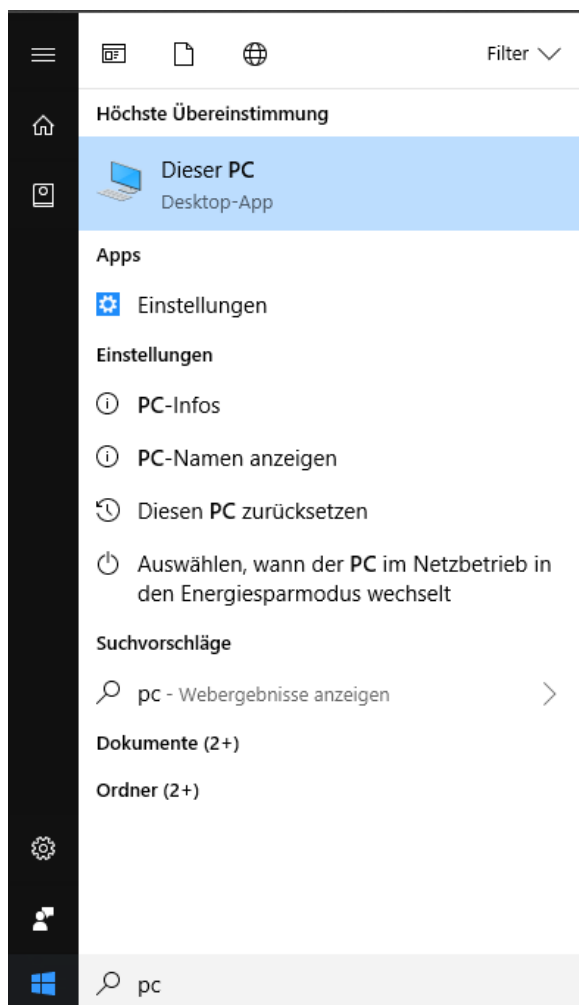 Filter
Höchste Übereinstimmung
Dieser PC
Desktop-App
Apps
Einstellungen
Einstellungen
PC-Infos
PC-Namen anzeigen
Diesen PC zurücksetzen
Auswählen, wann der PC im Netzbetrieb in
den Energiesparmodus wechselt
Suchvorschläge
pc - Webergebnisse anzeigen
Dokumente (2+)
Ordner (2+)
pc